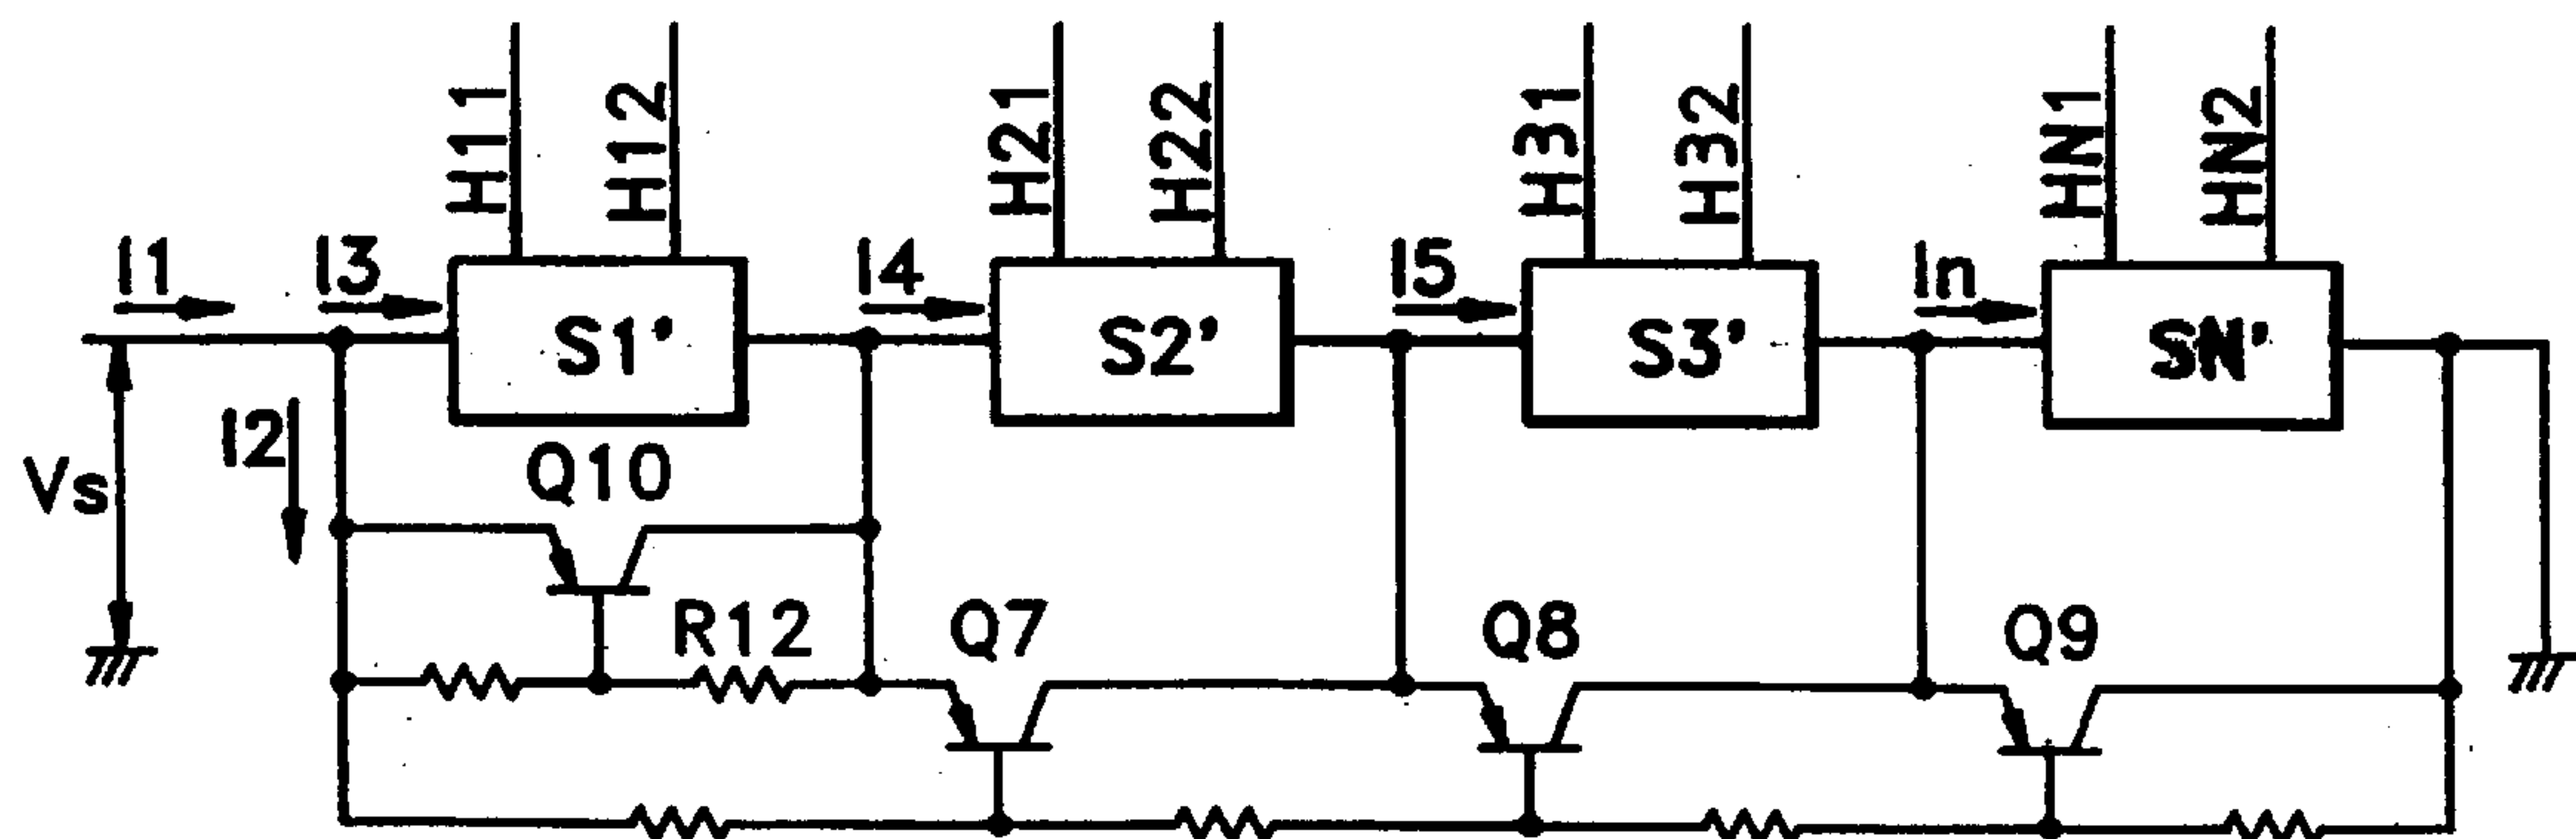 H11 H12 H21 H22 H31 H32 HN1 HN2
I1 I3 I4 I5 In
S1' S2' S3' SN'
I2
Vs
Q10
R12 Q7 Q8 Q9